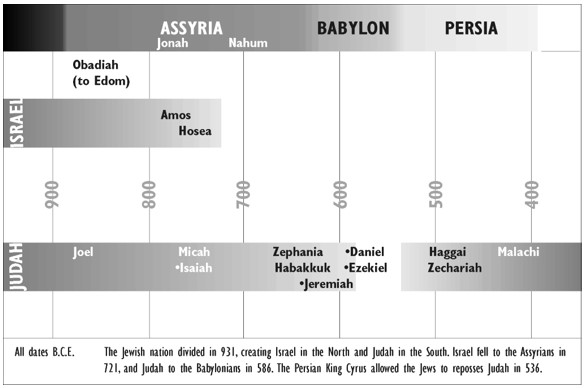 ASSYRIA BABYLON PERSIA
Jonah Nahum
Obadiah
(to Edom)
ISRAEL
Amos
Hosea
900 800 700 600 500 400
JUDAH
Joel Micah Zephania •Daniel Haggai Malachi
•Isaiah Habakkuk •Ezekiel Zechariah
•Jeremiah
All dates B.C.E. The Jewish nation divided in 931, creating Israel in the North and Judah in the South. Israel fell to the Assyrians in
721, and Judah to the Babylonians in 586. The Persian King Cyrus allowed the Jews to reposses Judah in 536.